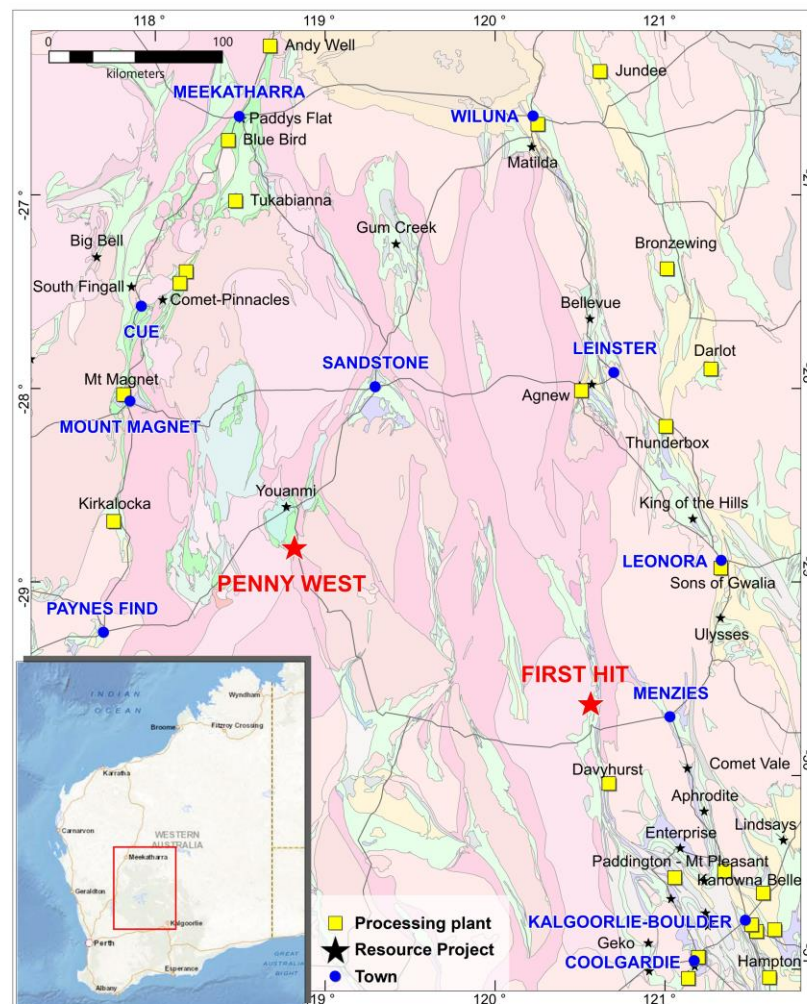 118
119
120
121
0
100
kilometers
Andy Well
Jundee
MEEKATHARRA
Paddys Flat
WILUNA
Blue Bird
Matilda
27
Tukabianna
Gum Creek
Big Bell
Bronzewing
South Fingall
Comet-Pinnacles
Bellevue
CUE
SANDSTONE
LEINSTER
Darlot
Mt Magnet
28
Agnew
MOUNT MAGNET
Thunderbox
Youanmi
King of the Hills
Kirkalocka
PENNY WEST
LEONORA
29
Sons of Gwalia
PAYNES FIND
Ulysses
FIRST HIT
MENZIES
Davyhurst
Comet Vale
Aphrodite
Lindsays
Enterprise
Paddington - Mt Pleasant
Kanowna Belle
KALGOORLIE-BOULDER
Geko
COOLGARDIE
Hampton
INDIAN
OCEAN
Wyndham
Broome
Fitzroy Crossing
Karratha
Carnarvon
WESTERN
AUSTRALIA
Meekatharra
Geraldton
Kalgoorlie
Perth
Esperance
Albany
GREAT
AUSTRALIAN
BIGHT
Processing plant
Resource Project
Town
119
120
121